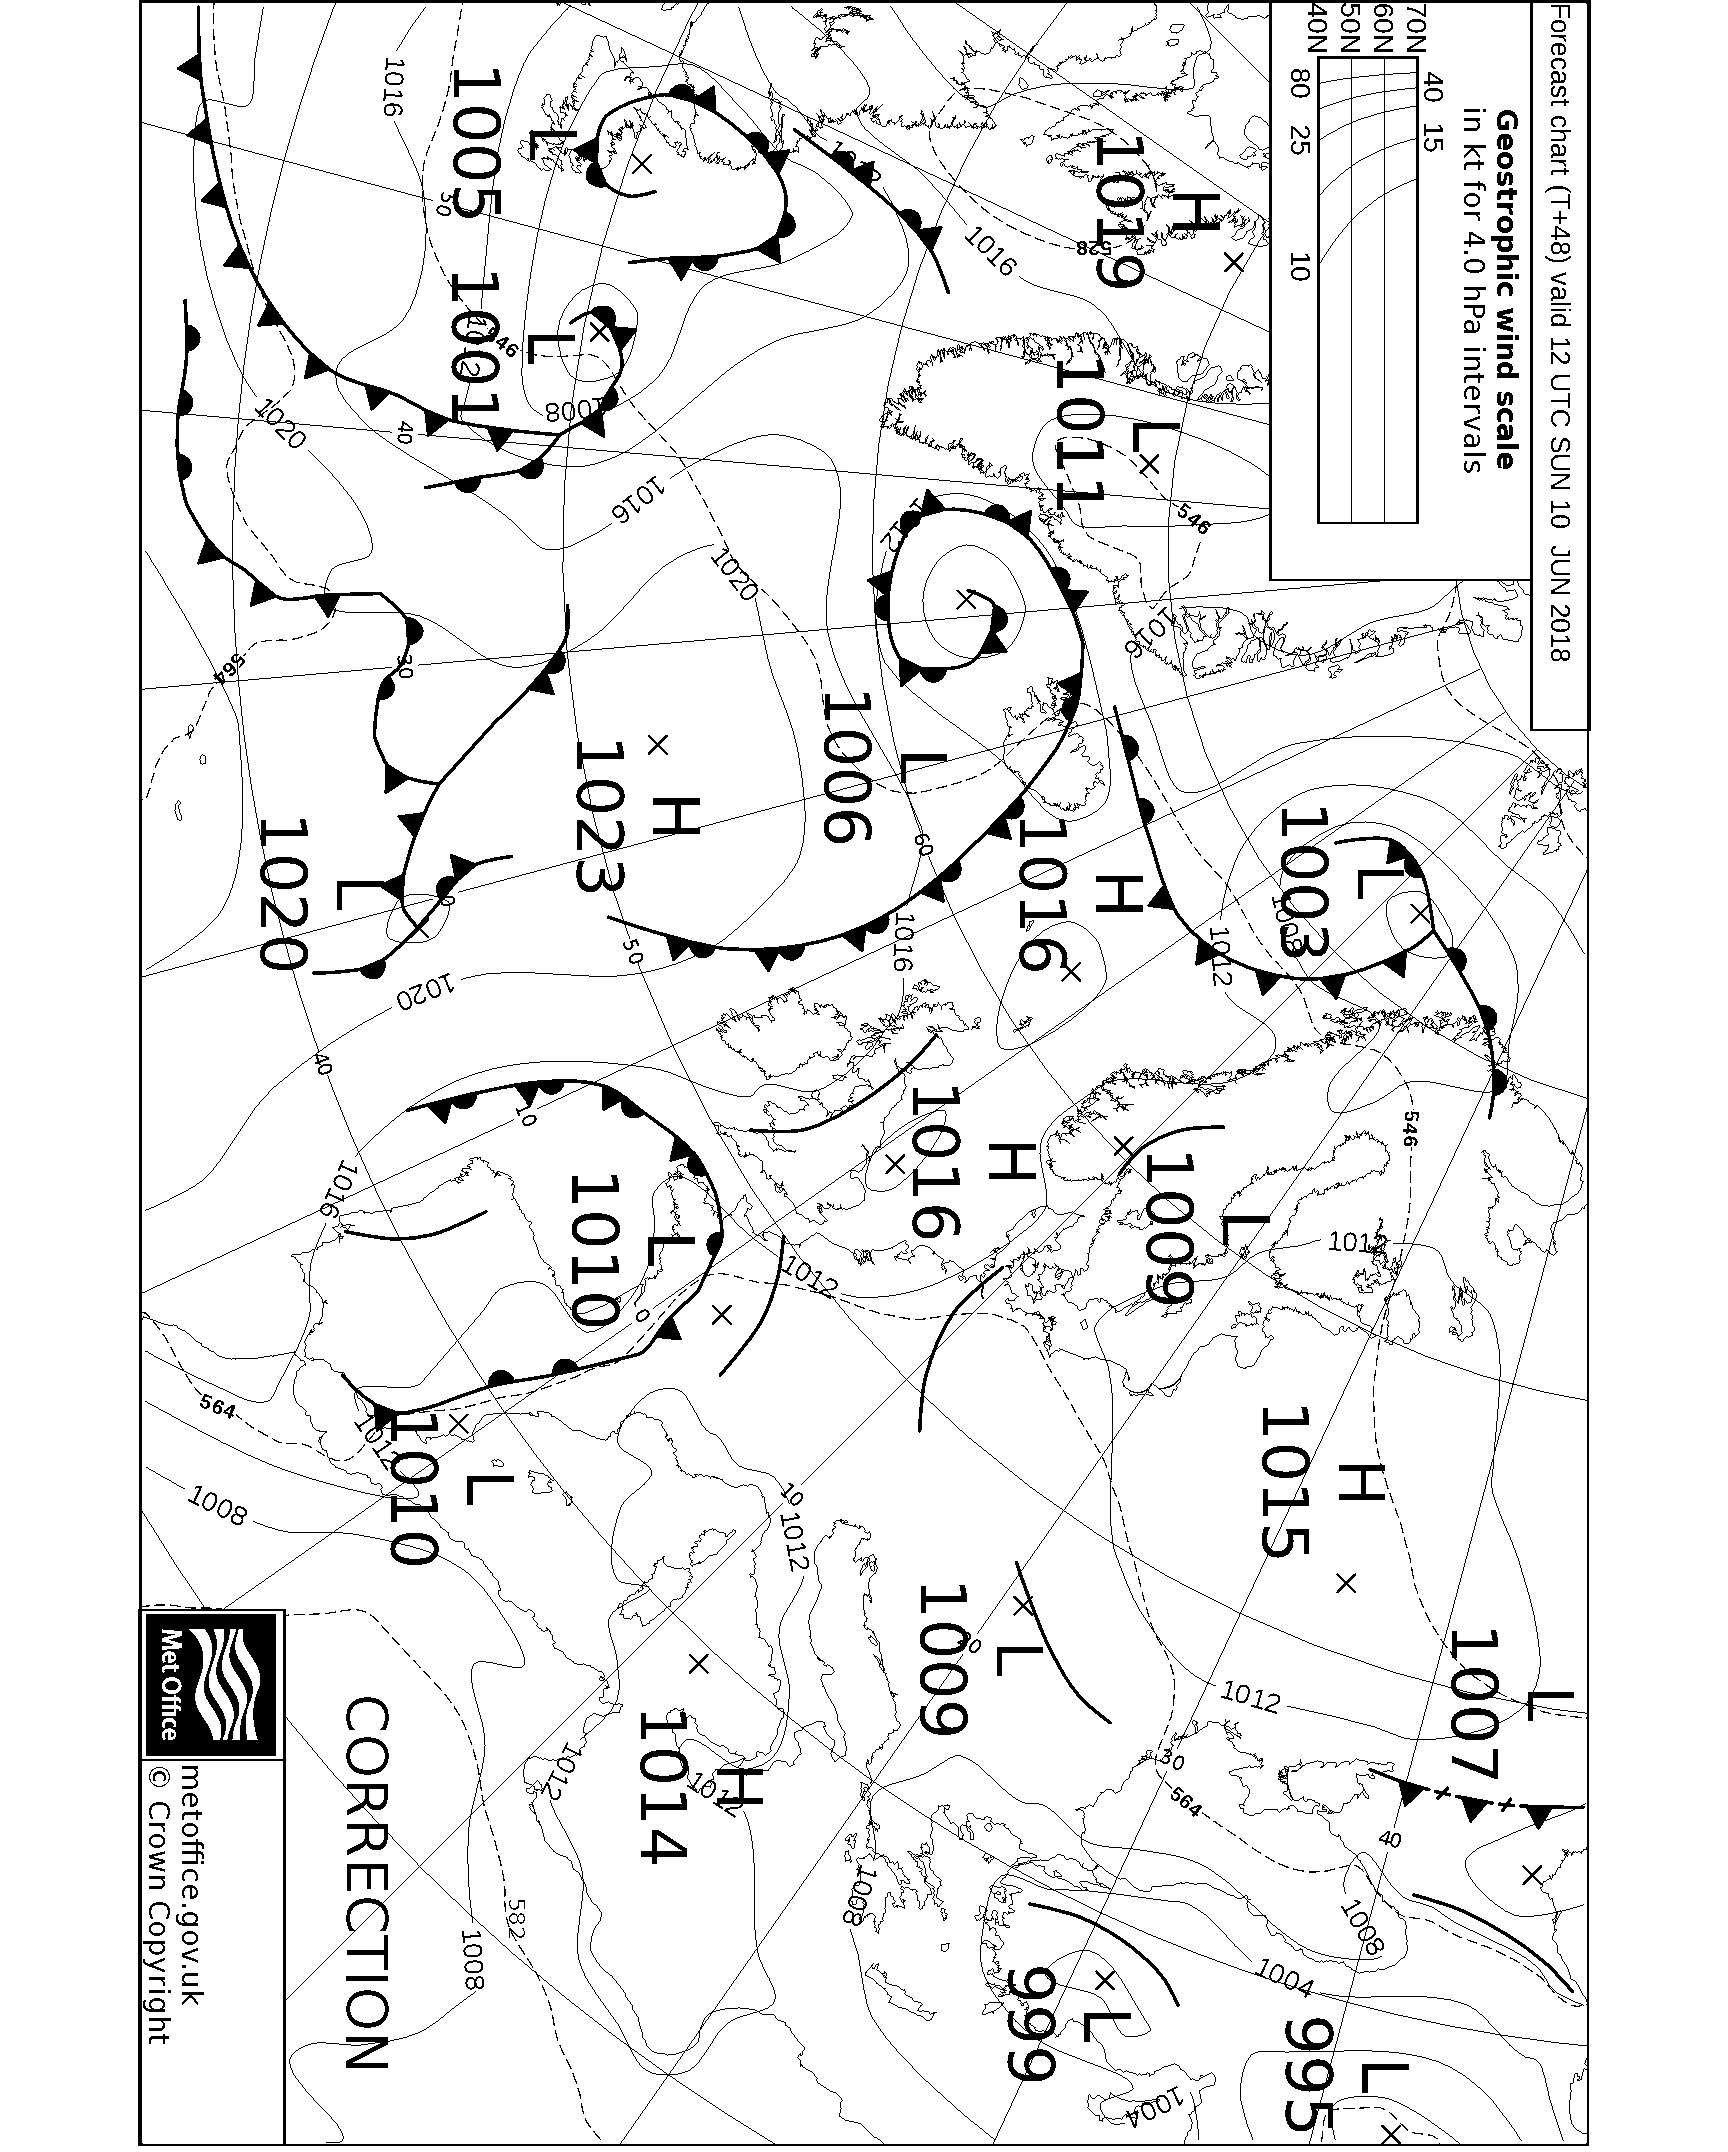 Forecast chart (T+48) valid 12 UTC SUN 10 JUN 2018
Geostrophic wind scale
in kt for 4.0 hPa intervals
40 15
70N
60N
50N
40N
80 25 10
H
1019
L
1011
L
1005
L
1001
L
1006
H
1023
L
1020
H
1016
L
1003
H
1016
L
1009
L
1010
L
1010
H
1015
L
1007
L
1009
H
1014
L
999
L
995
1016
1016
1020
1008
1016
1020
1012
1016
1016
1020
1012
1008
1016
1012
1012
1012
1008
1012
1012
1012
1012
1008
1008
1008
1004
1004
528
546
546
546
564
564
564
582
50
40
30
60
50
40
10
0
10
30
40
CORRECTION
Met Office
metoffice.gov.uk
© Crown Copyright